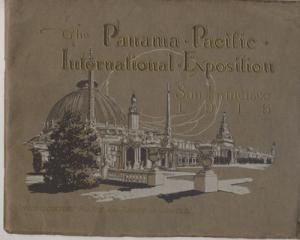 The Panama · Pacific ·
International · Exposition
San Francisco
1915